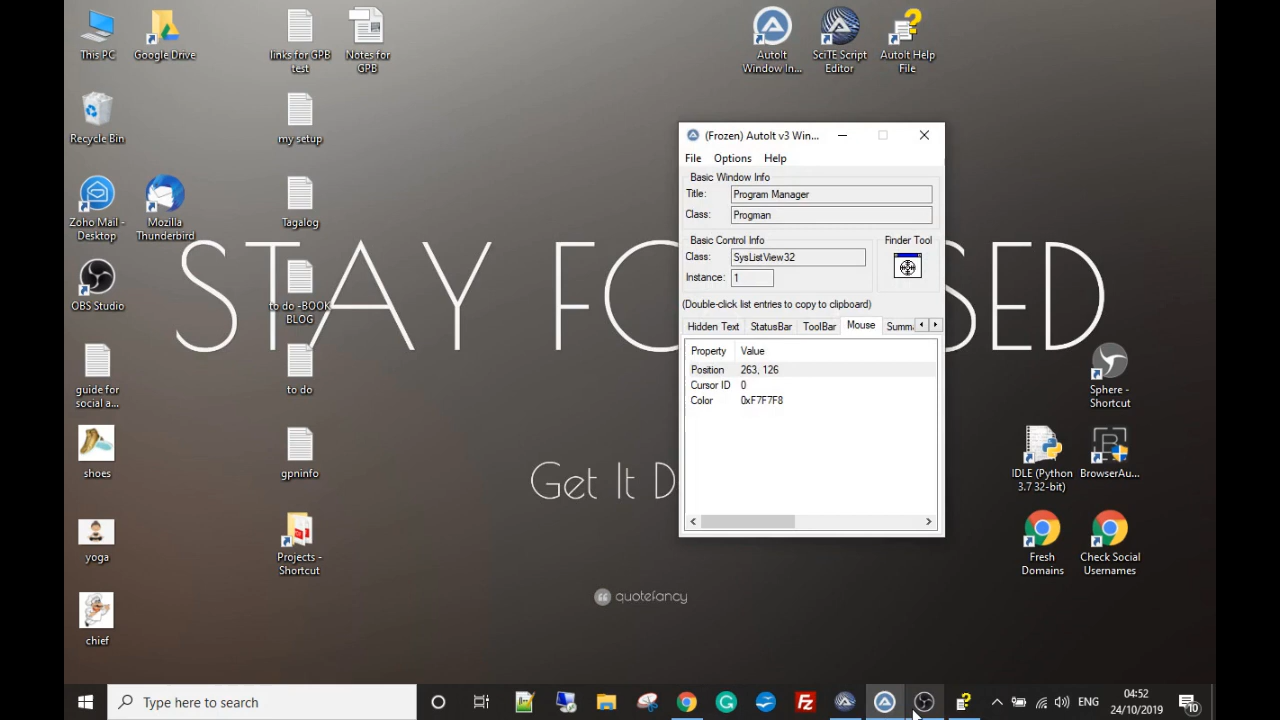 This PC
Google Drive
links for GPB
test
Notes for
GPB
AutoIt
Window In...
SciTE Script
Editor
AutoIt Help
File
Recycle Bin
my setup
Zoho Mail -
Desktop
Mozilla
Thunderbird
Tagalog
OBS Studio
to do -BOOK
BLOG
guide for
social a...
to do
shoes
gpninfo
yoga
Projects -
Shortcut
chief
STAY FO
SED
Get It D
quotefancy
(Frozen) AutoIt v3 Win...
File
Options
Help
Basic Window Info
Title:
Program Manager
Class:
Progman
Basic Control Info
Class:
SysListView32
Instance:
1
Finder Tool
(Double-click list entries to copy to clipboard)
Hidden Text
StatusBar
ToolBar
Mouse
Summa
Property
Value
Position
263, 126
Cursor ID
0
Color
0xF7F7F8
Sphere -
Shortcut
IDLE (Python
3.7 32-bit)
BrowserAu...
Fresh
Domains
Check Social
Usernames
Type here to search
ENG
04:52
24/10/2019
10